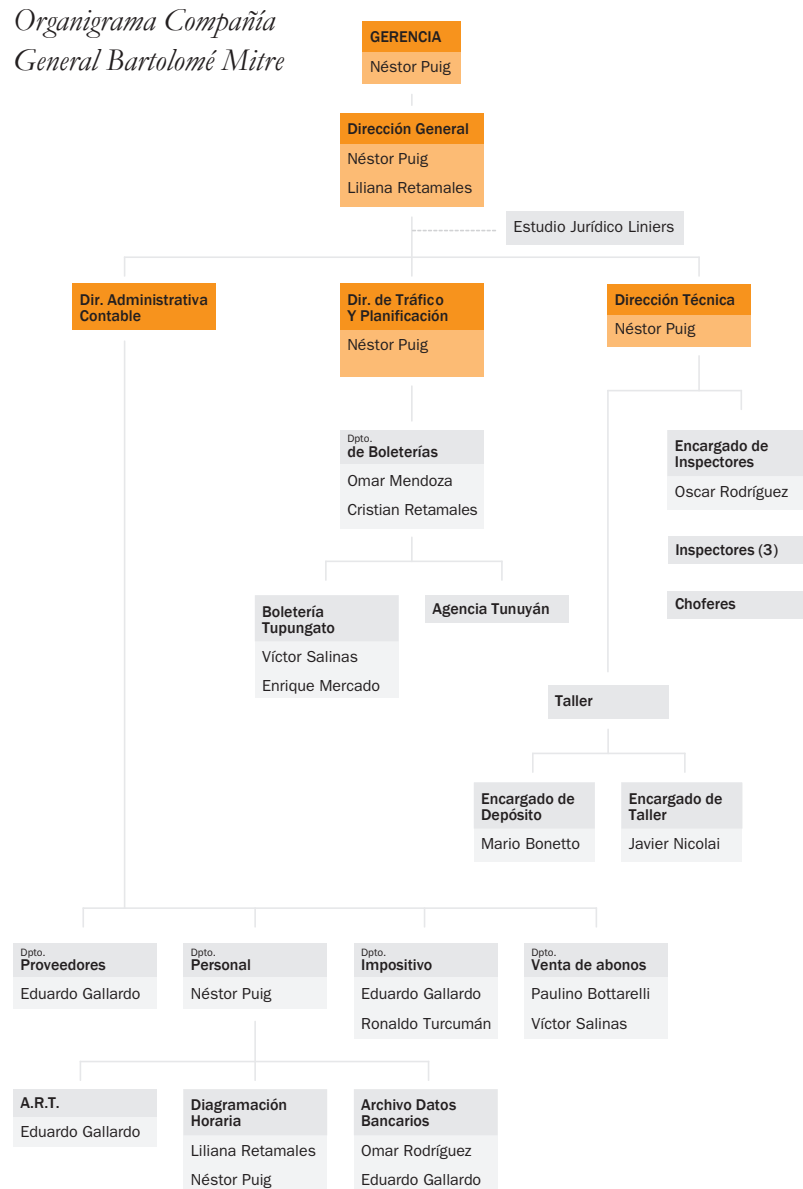 Organigrama Compañía
General Bartolomé Mitre
GERENCIA
Néstor Puig
Dirección General
Néstor Puig
Liliana Retamales
Estudio Jurídico Liniers
Dir. Administrativa
Contable
Dir. de Tráfico
Y Planificación
Néstor Puig
Dirección Técnica
Néstor Puig
Dpto.
de Boleterías
Omar Mendoza
Cristian Retamales
Encargado de
Inspectores
Oscar Rodríguez
Inspectores (3)
Choferes
Boletería
Tupungato
Víctor Salinas
Enrique Mercado
Agencia Tunuyán
Taller
Encargado de
Depósito
Mario Bonetto
Encargado de
Taller
Javier Nicolai
Dpto.
Proveedores
Eduardo Gallardo
Dpto.
Personal
Néstor Puig
Dpto.
Impositivo
Eduardo Gallardo
Ronaldo Turcumán
Dpto.
Venta de abonos
Paulino Bottarelli
Víctor Salinas
A.R.T.
Eduardo Gallardo
Diagramación
Horaria
Liliana Retamales
Néstor Puig
Archivo Datos
Bancarios
Omar Rodríguez
Eduardo Gallardo